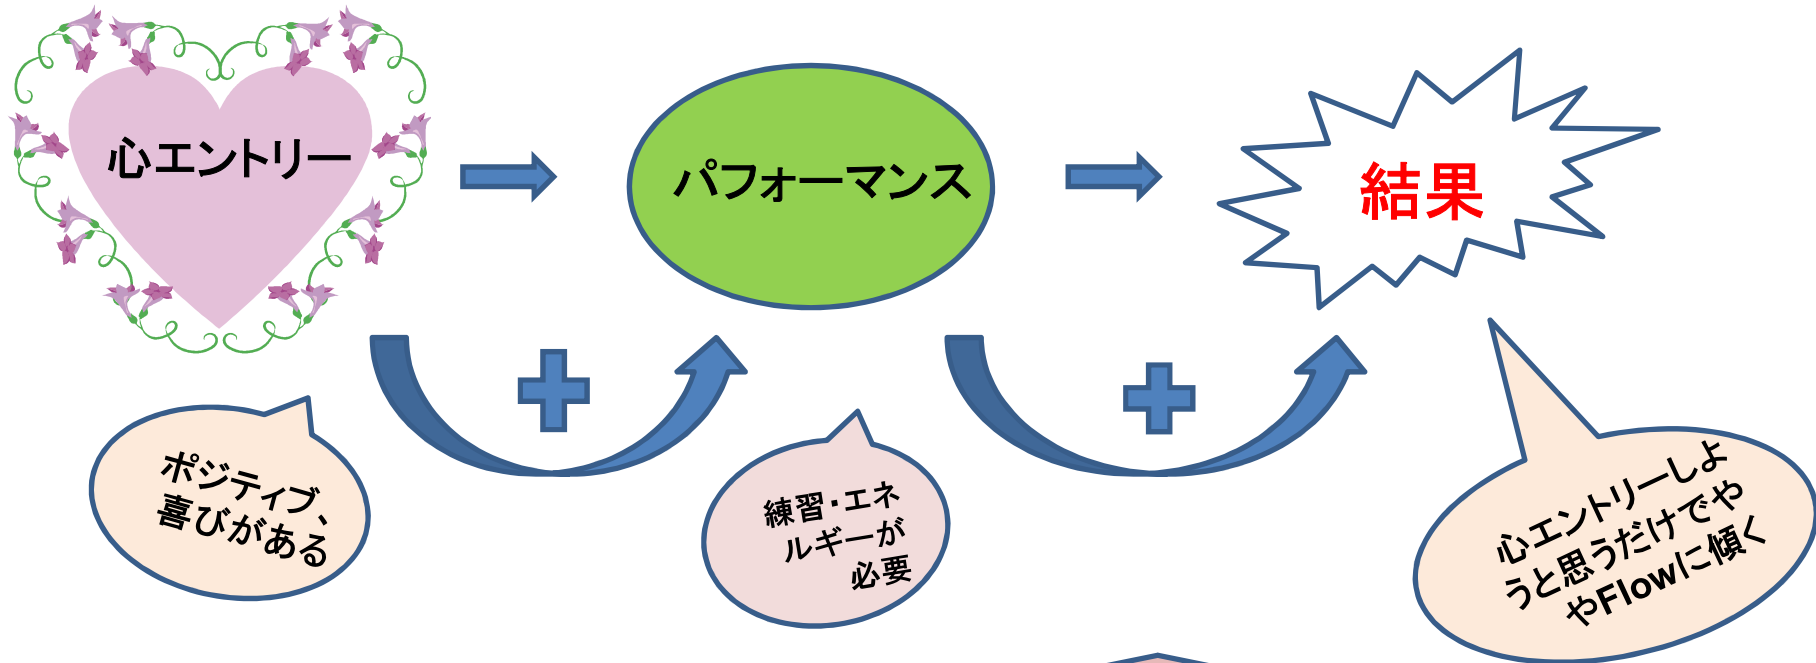 心エントリー
パフォーマンス
結果
ポジティブ、
喜びがある
練習・エネ
ルギーが
必要
心エントリーしよ
うと思うだけでや
やFlowに傾く